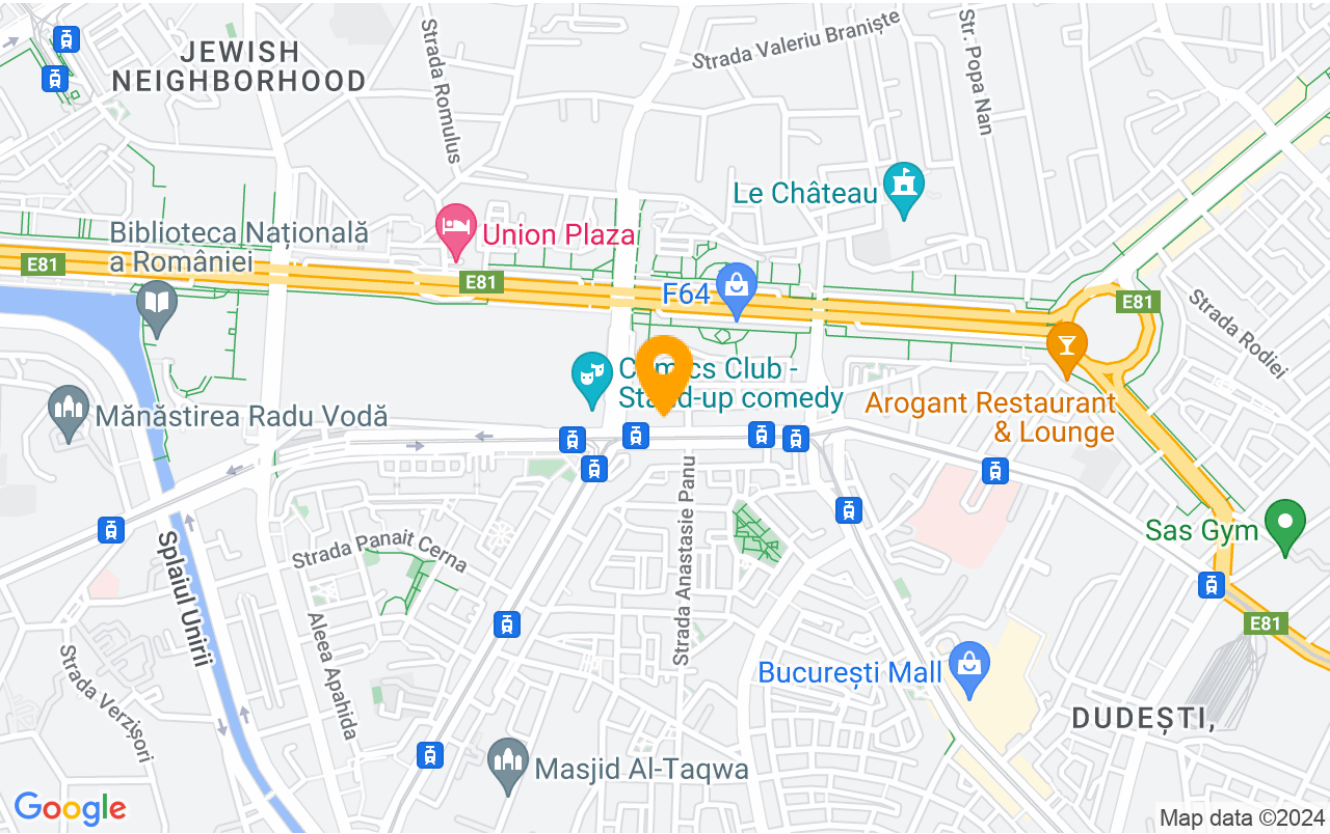 JEWISH
NEIGHBORHOOD
Strada Romulus
Strada Valeriu Braniște
Str. Popa Nan
Le Château
Biblioteca Națională
a României
Union Plaza
E81
E81
F64
E81
Strada Rodiei
Comics Club -
Stand-up comedy
Arogant Restaurant
& Lounge
Mănăstirea Radu Vodă
Sas Gym
Strada Panait Cerna
Strada Anastasie Panu
Splaiul Unirii
Aleea Apahida
Strada Verzișori
E81
București Mall
DUDEȘTI,
Masjid Al-Taqwa
Google
Map data ©2024